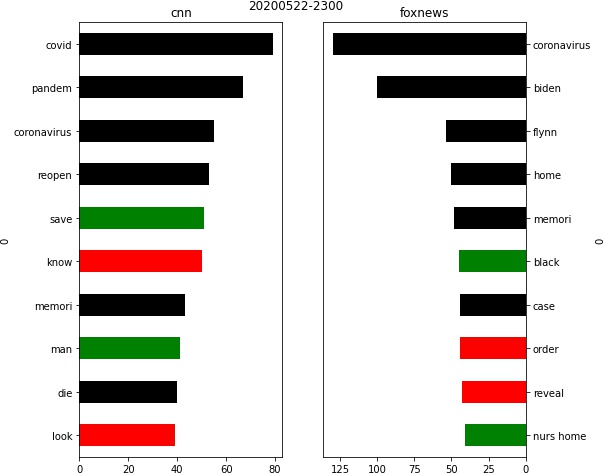 20200522-2300
cnn
foxnews
covid
pandem
coronavirus
reopen
save
know
memori
man
die
look
0
0 20 40 60 80
coronavirus
biden
flynn
home
memori
black
case
order
reveal
nurs home
0
125 100 75 50 25 0